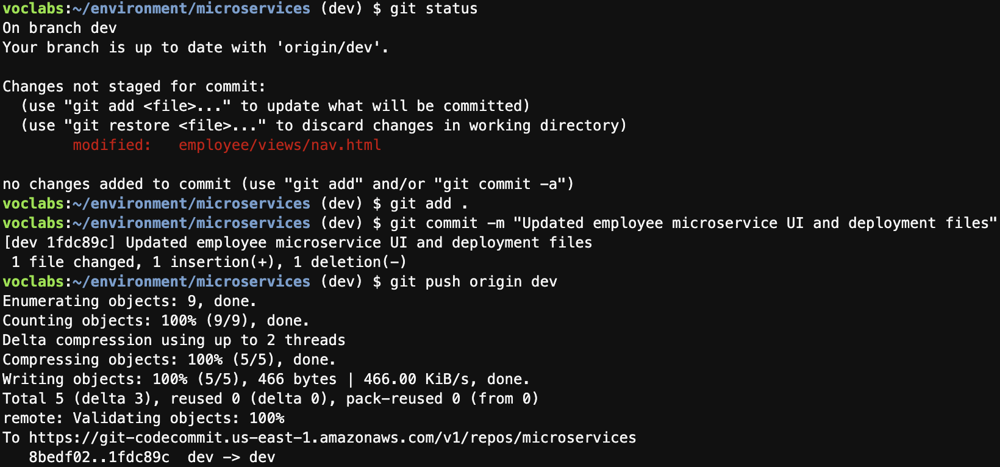 voclabs:~/environment/microservices (dev) $ git status
On branch dev
Your branch is up to date with 'origin/dev'.

Changes not staged for commit:
  (use "git add <file>..." to update what will be committed)
  (use "git restore <file>..." to discard changes in working directory)
        modified:   employee/views/nav.html

no changes added to commit (use "git add" and/or "git commit -a")
voclabs:~/environment/microservices (dev) $ git add .
voclabs:~/environment/microservices (dev) $ git commit -m "Updated employee microservice UI and deployment files"
[dev 1fdc89c] Updated employee microservice UI and deployment files
 1 file changed, 1 insertion(+), 1 deletion(-)
voclabs:~/environment/microservices (dev) $ git push origin dev
Enumerating objects: 9, done.
Counting objects: 100% (9/9), done.
Delta compression using up to 2 threads
Compressing objects: 100% (5/5), done.
Writing objects: 100% (5/5), 466 bytes | 466.00 KiB/s, done.
Total 5 (delta 3), reused 0 (delta 0), pack-reused 0 (from 0)
remote: Validating objects: 100%
To https://git-codecommit.us-east-1.amazonaws.com/v1/repos/microservices
   8bedf02..1fdc89c  dev -> dev